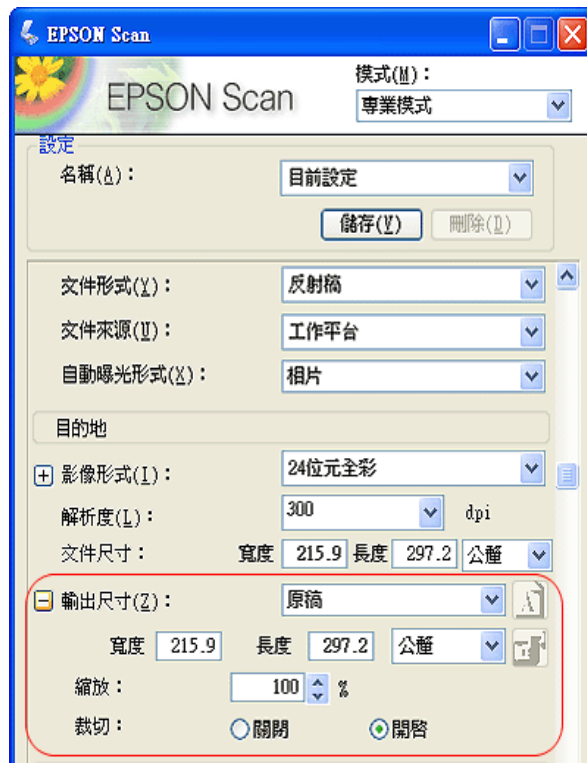 EPSON Scan
EPSON Scan
模式(M)：
專業模式
設定
名稱(A)：
目前設定
儲存(V)
刪除(D)
文件形式(Y)：
反射稿
文件來源(U)：
工作平台
自動曝光形式(X)：
相片
目的地
影像形式(I)：
24位元全彩
解析度(L)：
300
dpi
文件尺寸：
寬度 215.9 長度 297.2 公釐
輸出尺寸(Z)：
原稿
寬度 215.9 長度 297.2 公釐
縮放：
100 %
裁切：
關閉 開啓